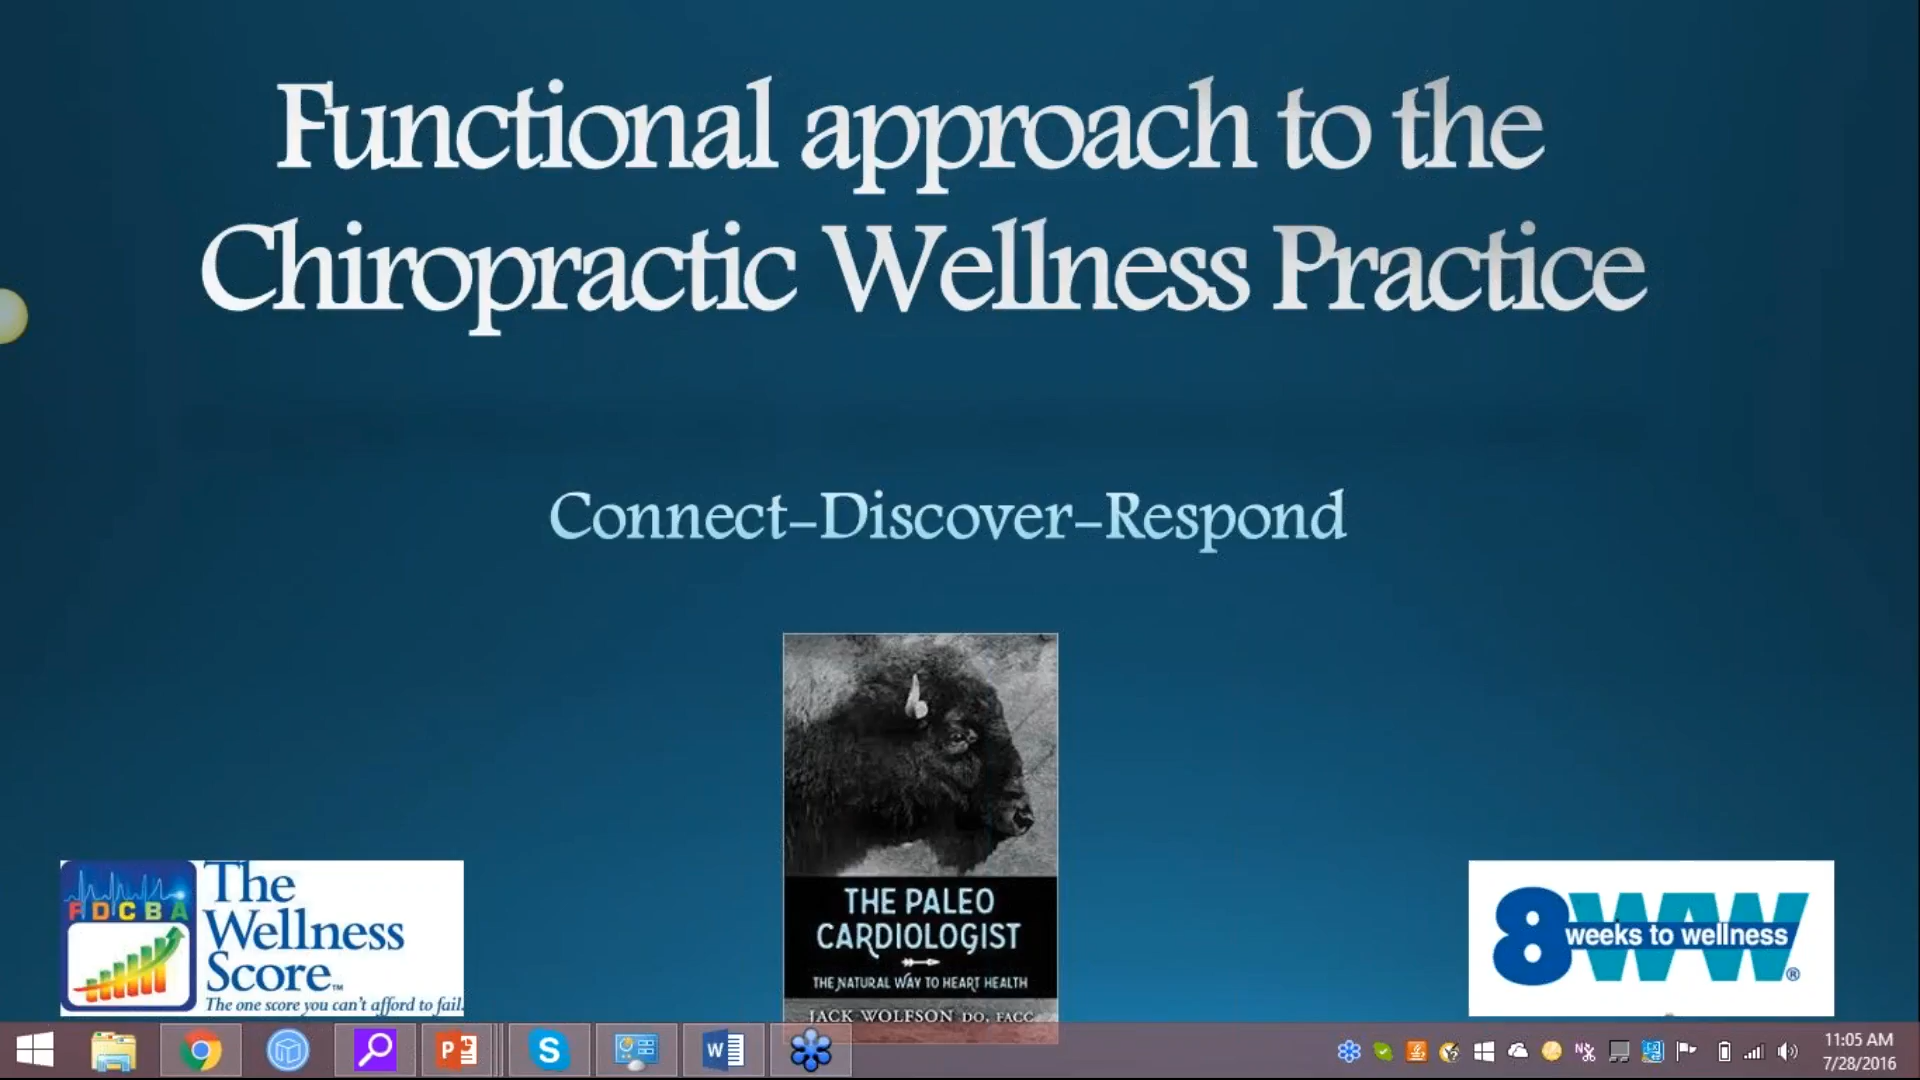 Functional approach to the
Chiropractic Wellness Practice
Connect-Discover-Respond
FDCBA
The
Wellness
Score™
The one score you can't afford to fail.
THE PALEO
CARDIOLOGIST
THE NATURAL WAY TO HEART HEALTH
JACK WOLFSON DO, FACC
8WW
weeks to wellness
®
11:05 AM
7/28/2016